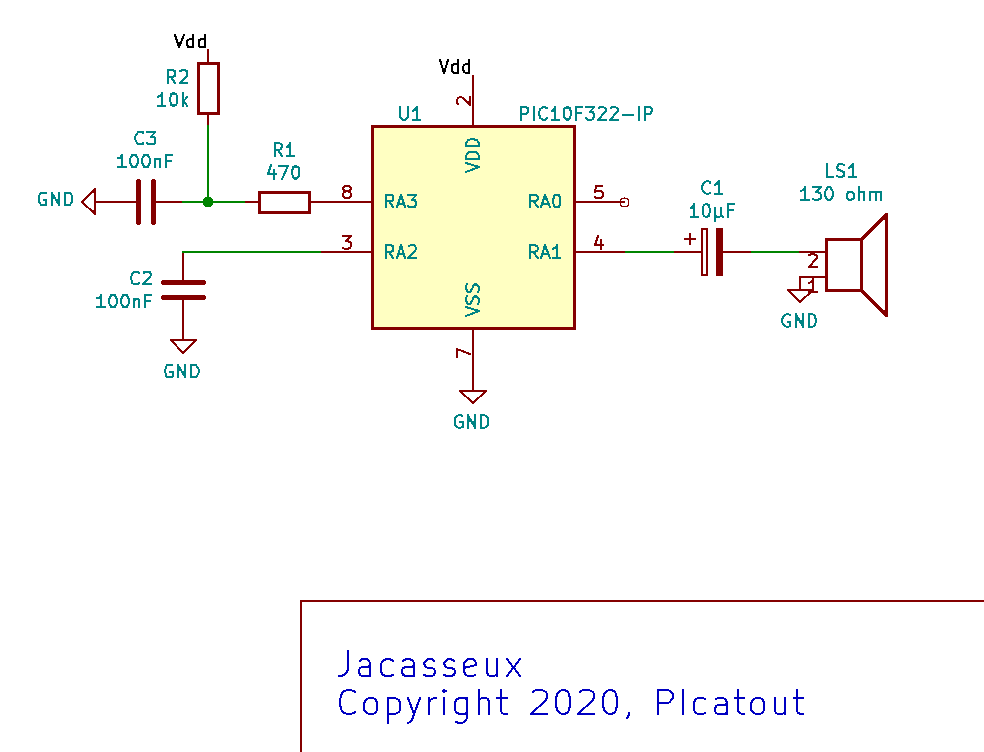 Vdd
R2
10k
Vdd
2
U1
PIC10F322-IP
C3
100nF
R1
470
VDD
LS1
130 ohm
GND
8
RA3
RA0
5
C1
10µF
3
RA2
RA1
4
+
2
1
C2
100nF
VSS
GND
GND
7
GND
Jacasseux
Copyright 2020, PIcatout